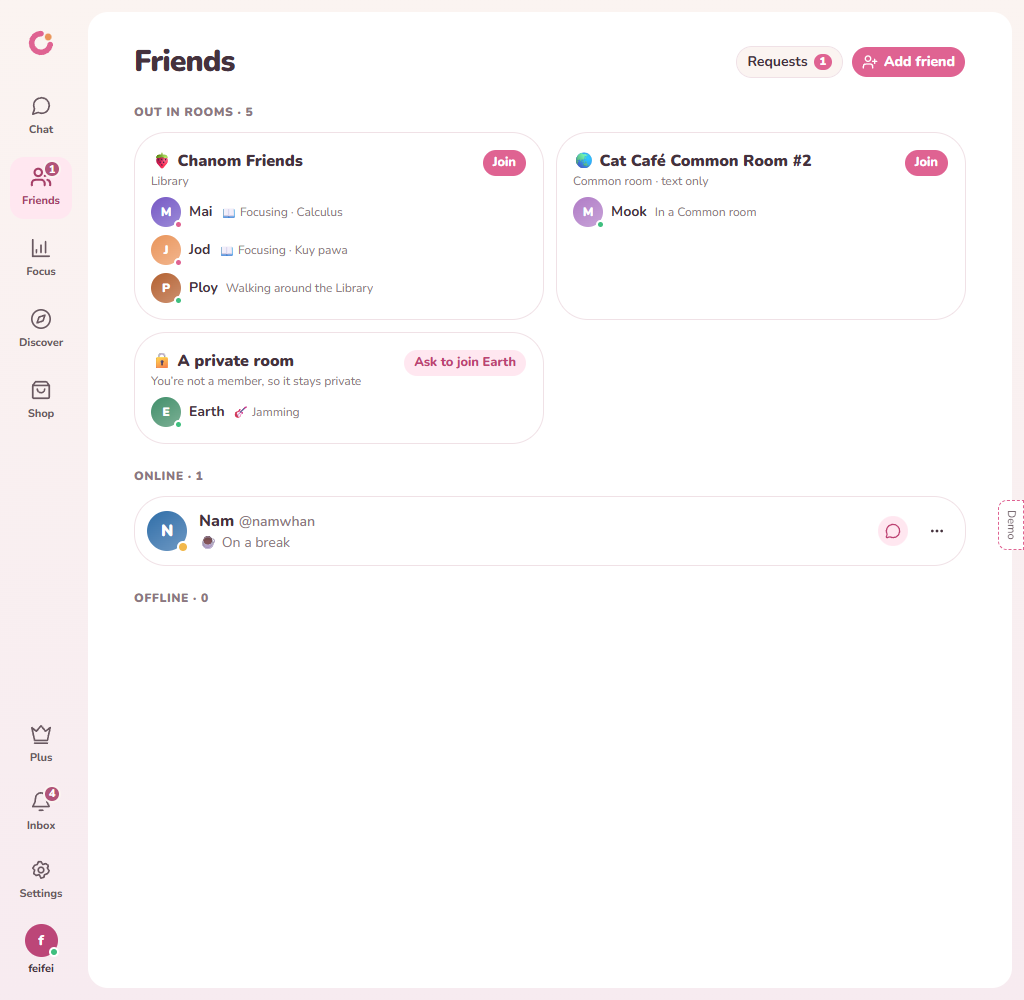 Friends
Requests 1
Add friend
Chat
1
Friends
Focus
Discover
Shop
Plus
4
Inbox
Settings
f
feifei
OUT IN ROOMS · 5
Chanom Friends
Join
Library
M Mai Focusing · Calculus
J Jod Focusing · Kuy pawa
P Ploy Walking around the Library
Cat Café Common Room #2
Join
Common room · text only
M Mook In a Common room
A private room
Ask to join Earth
You're not a member, so it stays private
E Earth Jamming
ONLINE · 1
N Nam @namwhan
On a break
OFFLINE · 0
Demo